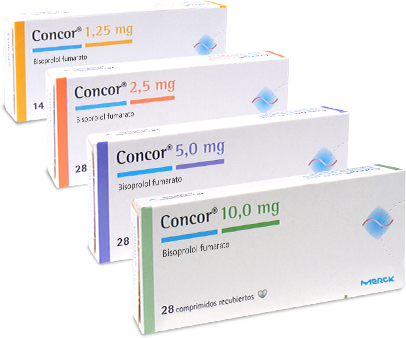 Concor® 1,25 mg
Bisoprolol fumarato
14
Concor® 2,5 mg
Bisoprolol fumarato
28
Concor® 5,0 mg
Bisoprolol fumarato
28
Concor® 10,0 mg
Bisoprolol fumarato
MERCK
28 comprimidos recubiertos